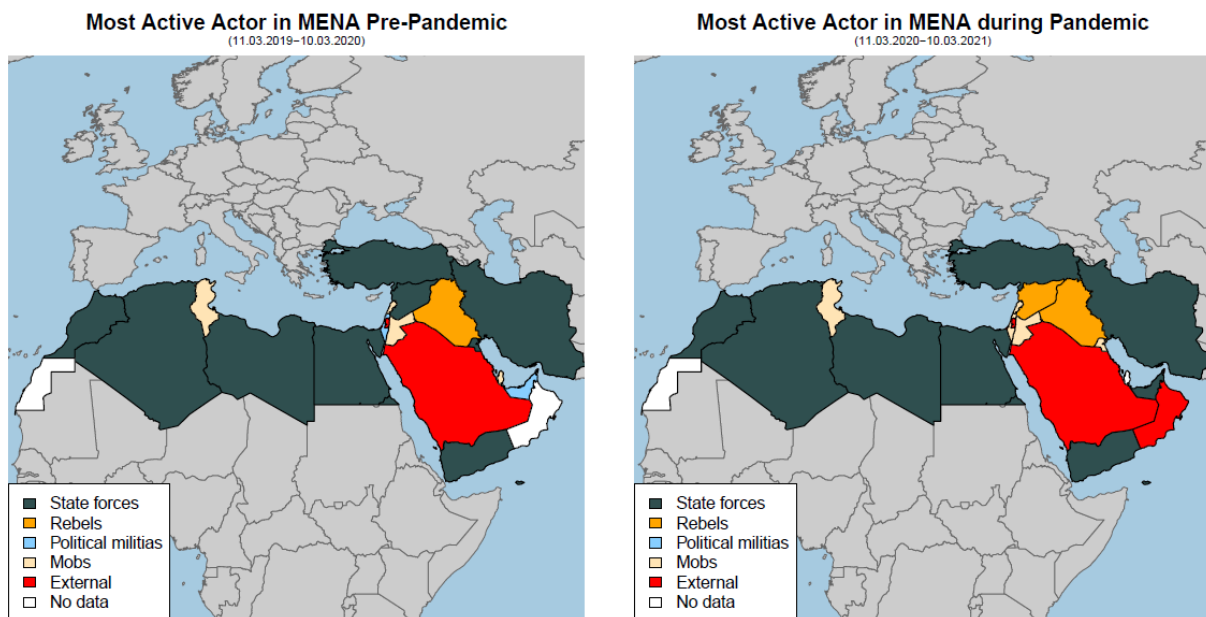 Most Active Actor in MENA Pre-Pandemic
(11.03.2019–10.03.2020)
State forces
Rebels
Political militias
Mobs
External
No data
Most Active Actor in MENA during Pandemic
(11.03.2020–10.03.2021)
State forces
Rebels
Political militias
Mobs
External
No data